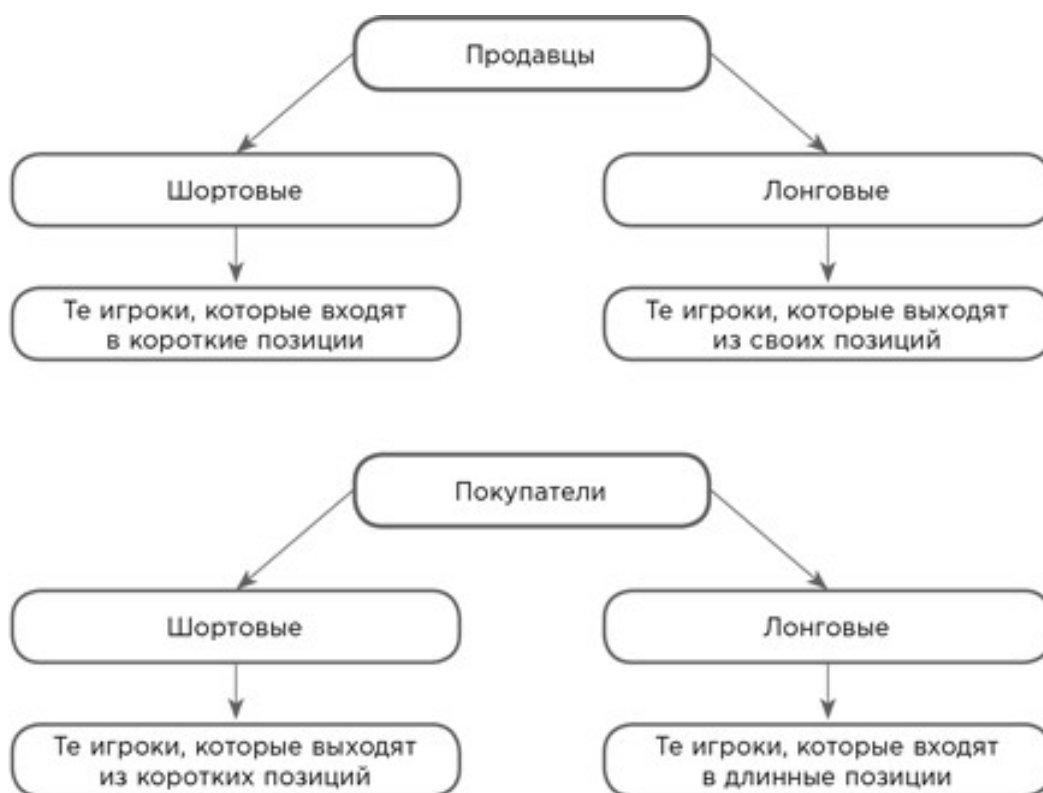 Продавцы
Шортовые
Лонговые
Те игроки, которые входят
в короткие позиции
Те игроки, которые выходят
из своих позиций
Покупатели
Шортовые
Лонговые
Те игроки, которые выходят
из коротких позиций
Те игроки, которые входят
в длинные позиции